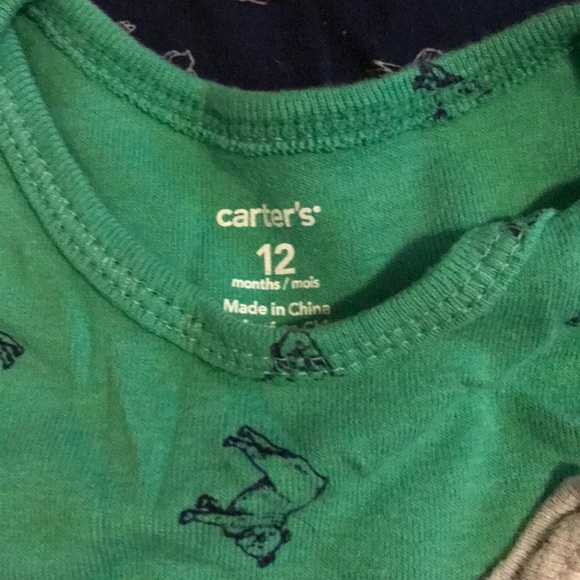 carter's
12
months / mois
Made in China